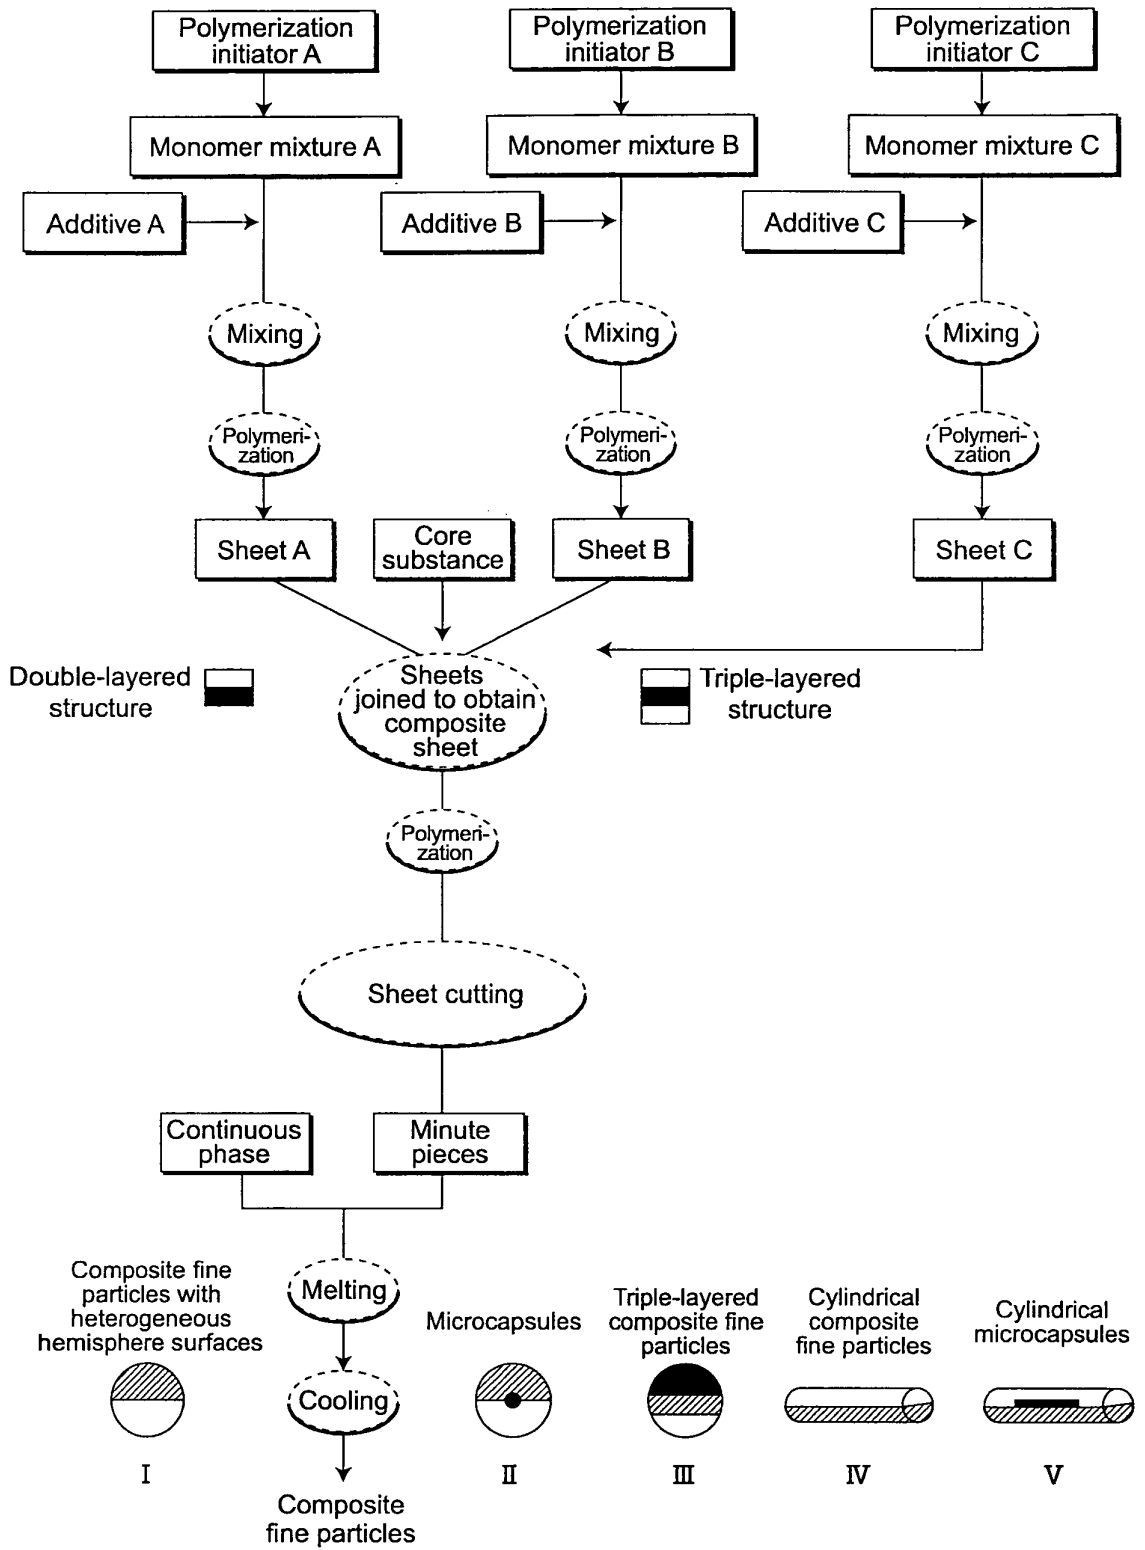 Polymerization
initiator A
Polymerization
initiator B
Polymerization
initiator C
Monomer mixture A
Monomer mixture B
Monomer mixture C
Additive A
Additive B
Additive C
Mixing
Mixing
Mixing
Polymeri-
zation
Polymeri-
zation
Polymeri-
zation
Sheet A
Core
substance
Sheet B
Sheet C
Double-layered
structure
Sheets
joined to obtain
composite
sheet
Triple-layered
structure
Polymeri-
zation
Sheet cutting
Continuous
phase
Minute
pieces
Composite fine
particles with
heterogeneous
hemisphere surfaces
Melting
Microcapsules
Triple-layered
composite fine
particles
Cylindrical
composite
fine particles
Cylindrical
microcapsules
Cooling
I
II
III
IV
V
Composite
fine particles